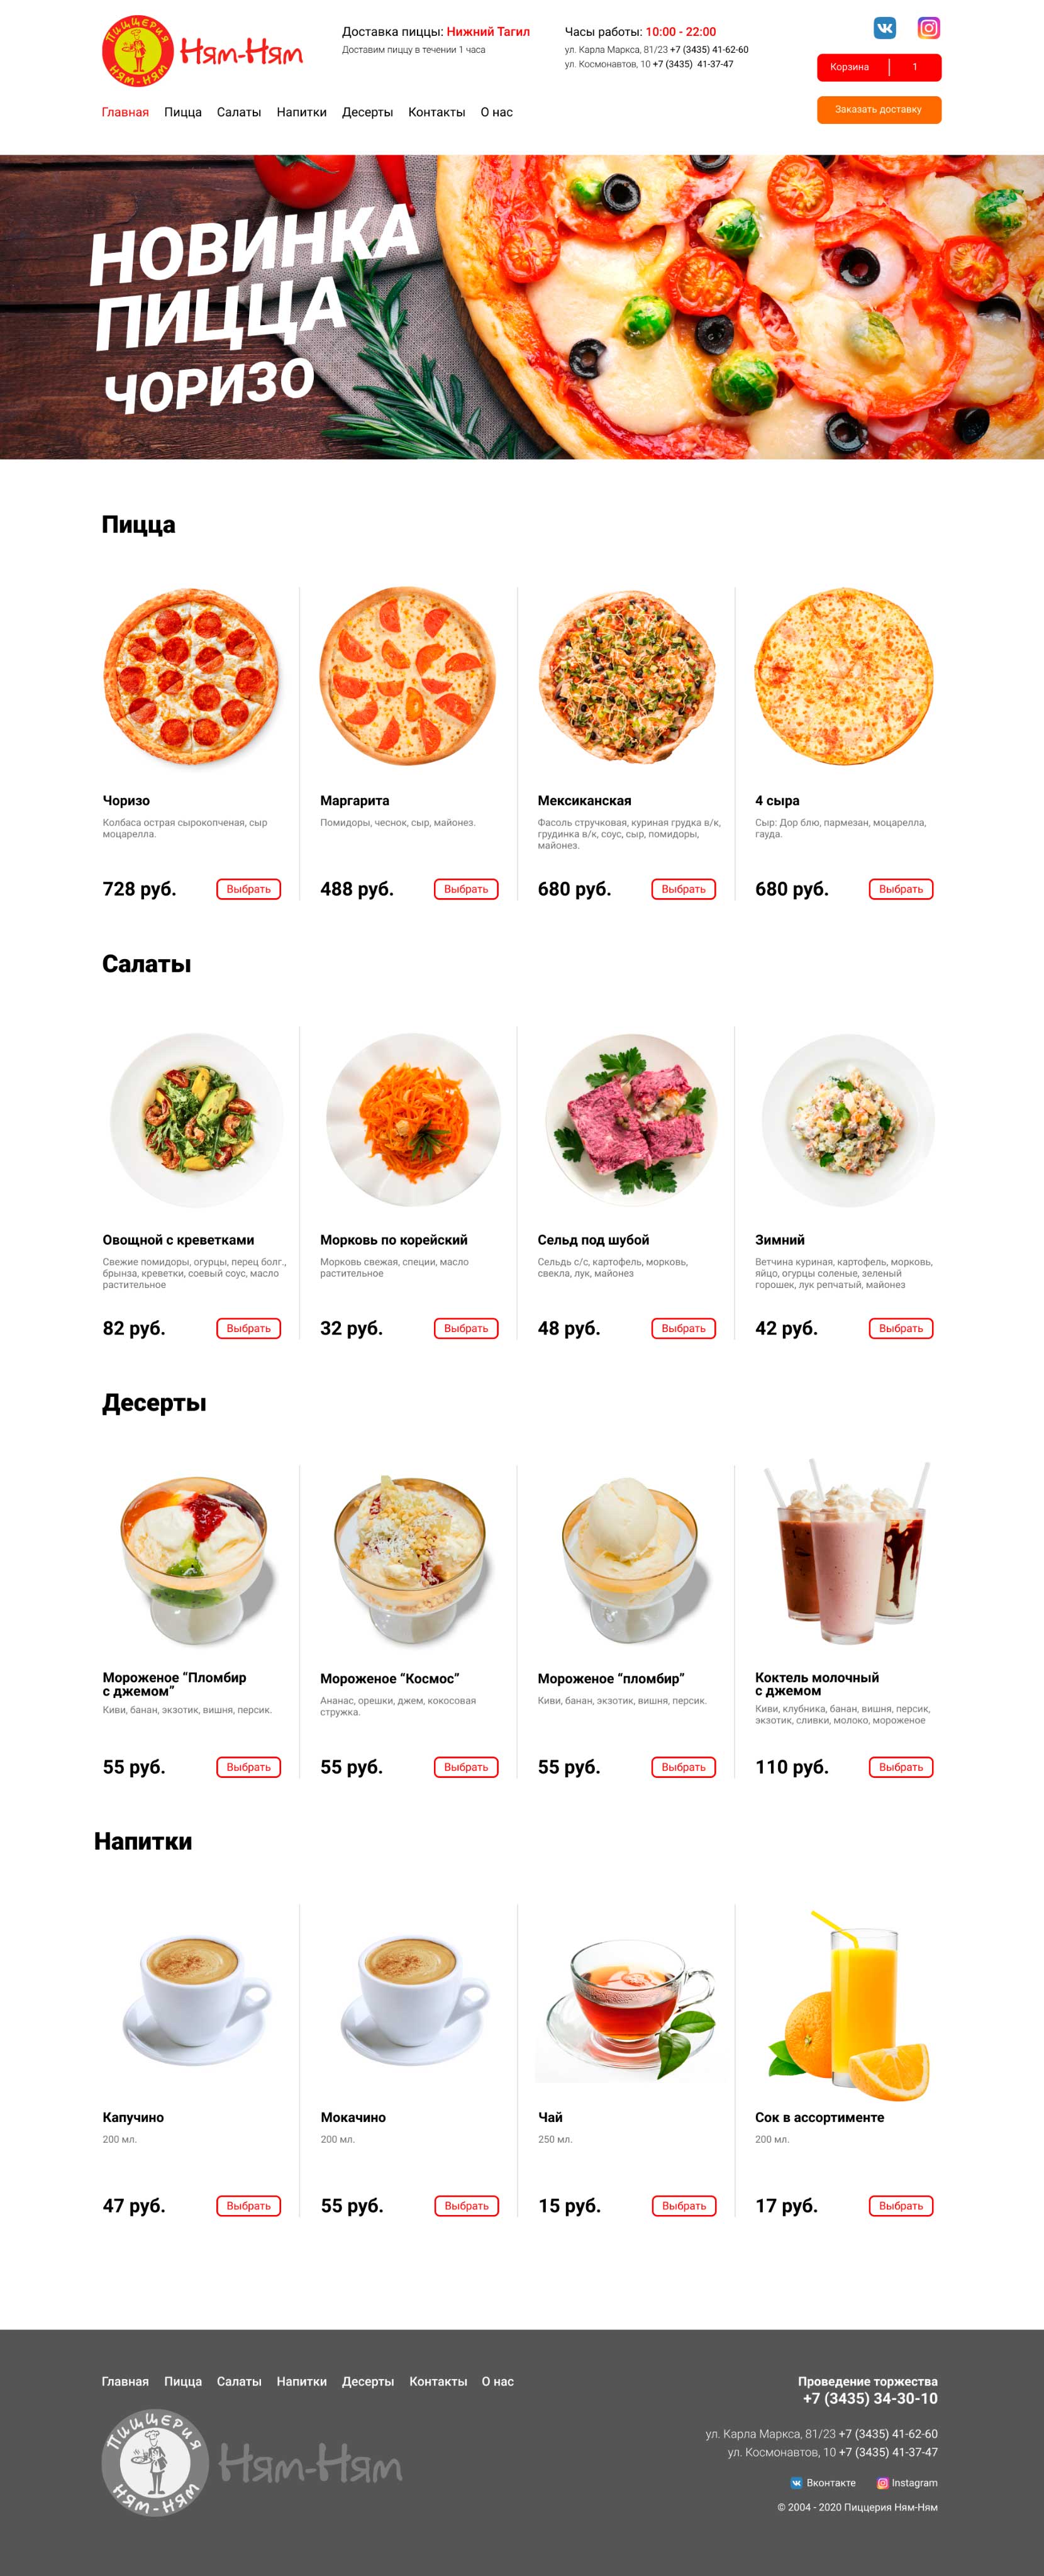 ПИЦЦЕРИЯ
НЯМ-НЯМ
Ням-Ням
Доставка пиццы: Нижний Тагил
Доставим пиццу в течении 1 часа
Часы работы: 10:00 - 22:00
ул. Карла Маркса, 81/23 +7 (3435) 41-62-60
ул. Космонавтов, 10 +7 (3435) 41-37-47
Корзина 1
Заказать доставку
Главная Пицца Салаты Напитки Десерты Контакты О нас
НОВИНКА
ПИЦЦА
ЧОРИЗО
Пицца
Чоризо
Колбаса острая сырокопченая, сыр
моцарелла.
728 руб. Выбрать
Маргарита
Помидоры, чеснок, сыр, майонез.
488 руб. Выбрать
Мексиканская
Фасоль стручковая, куриная грудка в/к,
грудинка в/к, соус, сыр, помидоры,
майонез.
680 руб. Выбрать
4 сыра
Сыр: Дор блю, пармезан, моцарелла,
гауда.
680 руб. Выбрать
Салаты
Овощной с креветками
Свежие помидоры, огурцы, перец болг.,
брынза, креветки, соевый соус, масло
растительное
82 руб. Выбрать
Морковь по корейский
Морковь свежая, специи, масло
растительное
32 руб. Выбрать
Сельд под шубой
Сельдь с/с, картофель, морковь,
свекла, лук, майонез
48 руб. Выбрать
Зимний
Ветчина куриная, картофель, морковь,
яйцо, огурцы соленые, зеленый
горошек, лук репчатый, майонез
42 руб. Выбрать
Десерты
Мороженое “Пломбир
с джемом”
Киви, банан, экзотик, вишня, персик.
55 руб. Выбрать
Мороженое “Космос”
Ананас, орешки, джем, кокосовая
стружка.
55 руб. Выбрать
Мороженое “пломбир”
Киви, банан, экзотик, вишня, персик.
55 руб. Выбрать
Коктель молочный
с джемом
Киви, клубника, банан, вишня, персик,
экзотик, сливки, молоко, мороженое
110 руб. Выбрать
Напитки
Капучино
200 мл.
47 руб. Выбрать
Мокачино
200 мл.
55 руб. Выбрать
Чай
250 мл.
15 руб. Выбрать
Сок в ассортименте
200 мл.
17 руб. Выбрать
Главная Пицца Салаты Напитки Десерты Контакты О нас
ПИЦЦЕРИЯ
НЯМ-НЯМ
Ням-Ням
Проведение торжества
+7 (3435) 34-30-10
ул. Карла Маркса, 81/23 +7 (3435) 41-62-60
ул. Космонавтов, 10 +7 (3435) 41-37-47
Вконтакте Instagram
© 2004 - 2020 Пиццерия Ням-Ням